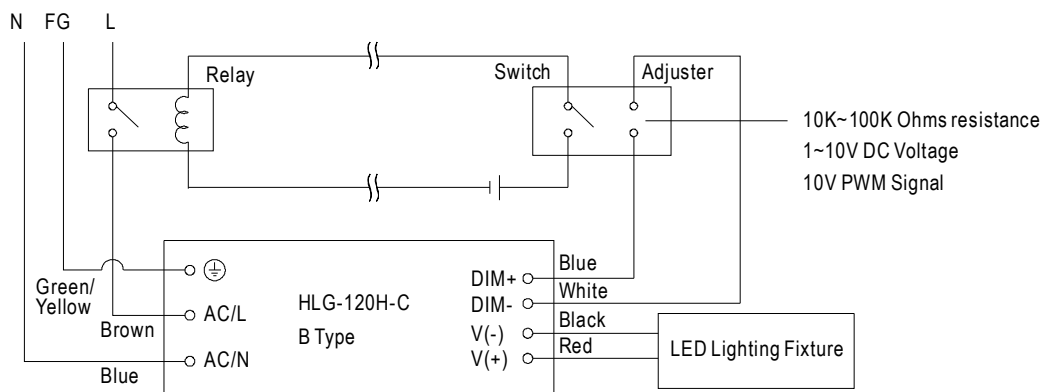 N FG L
Relay
Switch
Adjuster
10K~100K Ohms resistance
1~10V DC Voltage
10V PWM Signal
Green/
Yellow
Brown
Blue
AC/L
AC/N
HLG-120H-C
B Type
DIM+
DIM-
V(-)
V(+)
Blue
White
Black
Red
LED Lighting Fixture